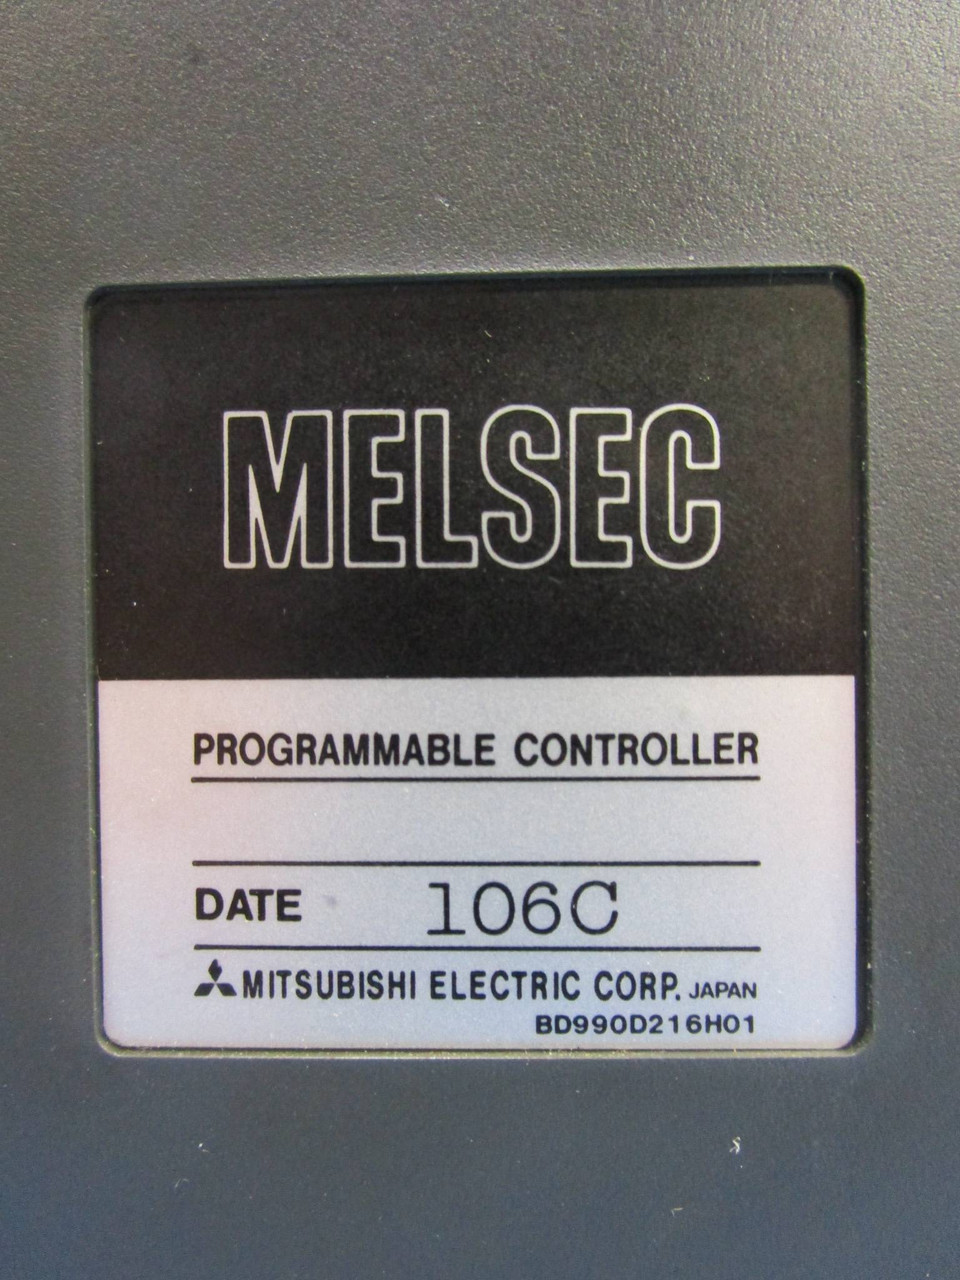 MELSEC
PROGRAMMABLE CONTROLLER
DATE 106C
MITSUBISHI ELECTRIC CORP. JAPAN
BD990D216H01